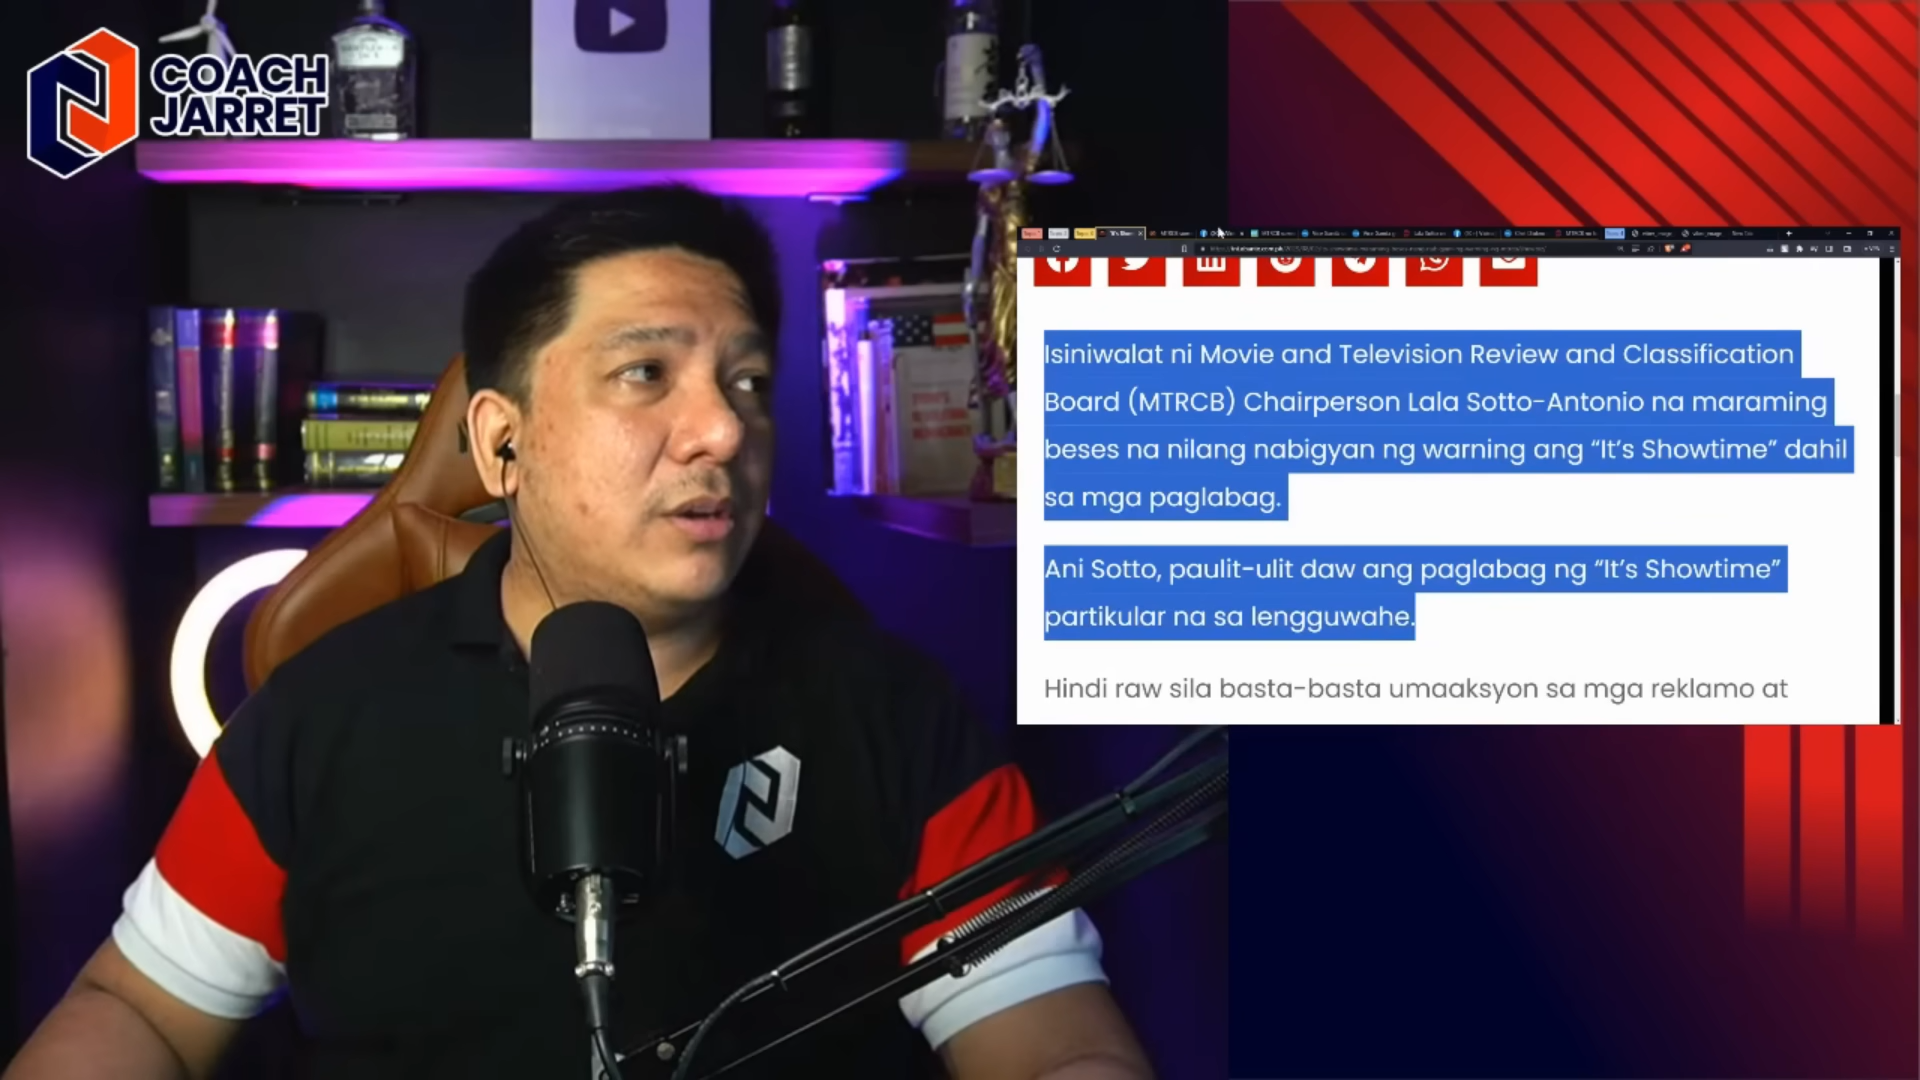 COACH
JARRET
Isiniwalat ni Movie and Television Review and Classification
Board (MTRCB) Chairperson Lala Sotto-Antonio na maraming
beses na nilang nabigyan ng warning ang “It’s Showtime” dahil
sa mga paglabag.
Ani Sotto, paulit-ulit daw ang paglabag ng “It’s Showtime”
partikular na sa lengguwahe.
Hindi raw sila basta-basta umaaksyon sa mga reklamo at